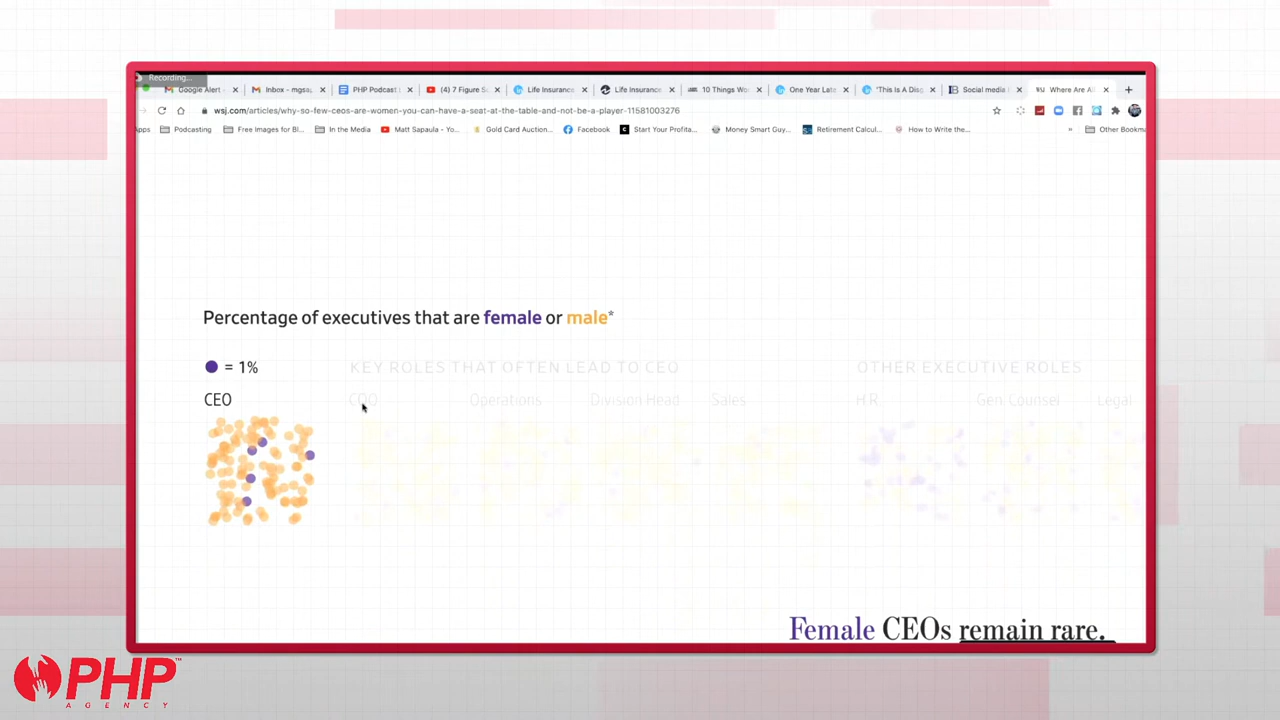 Recording...
Google Alert - 
Inbox - mgsa
PHP Podcast
(4) 7 Figure S
Life Insurance
Life Insurance
10 Things Wo
One Year Late
'This Is A Dis
Social media
Where Are A
wsj.com/articles/why-so-few-ceos-are-women-you-can-have-a-seat-at-the-table-and-not-be-a-player-11581003276
Apps
Podcasting
Free Images for Bl...
In the Media
Matt Sapaula - Yo...
Gold Card Auction...
Facebook
Start Your Profita...
Money Smart Guy...
Retirement Calcul...
How to Write the...
»
Other Bookm
Percentage of executives that are female or male*
= 1%
KEY ROLES THAT OFTEN LEAD TO CEO
OTHER EXECUTIVE ROLES
CEO
COO
Operations
Division Head
Sales
H.R.
Gen. Counsel
Legal
Female CEOs remain rare.
PHP™
AGENCY